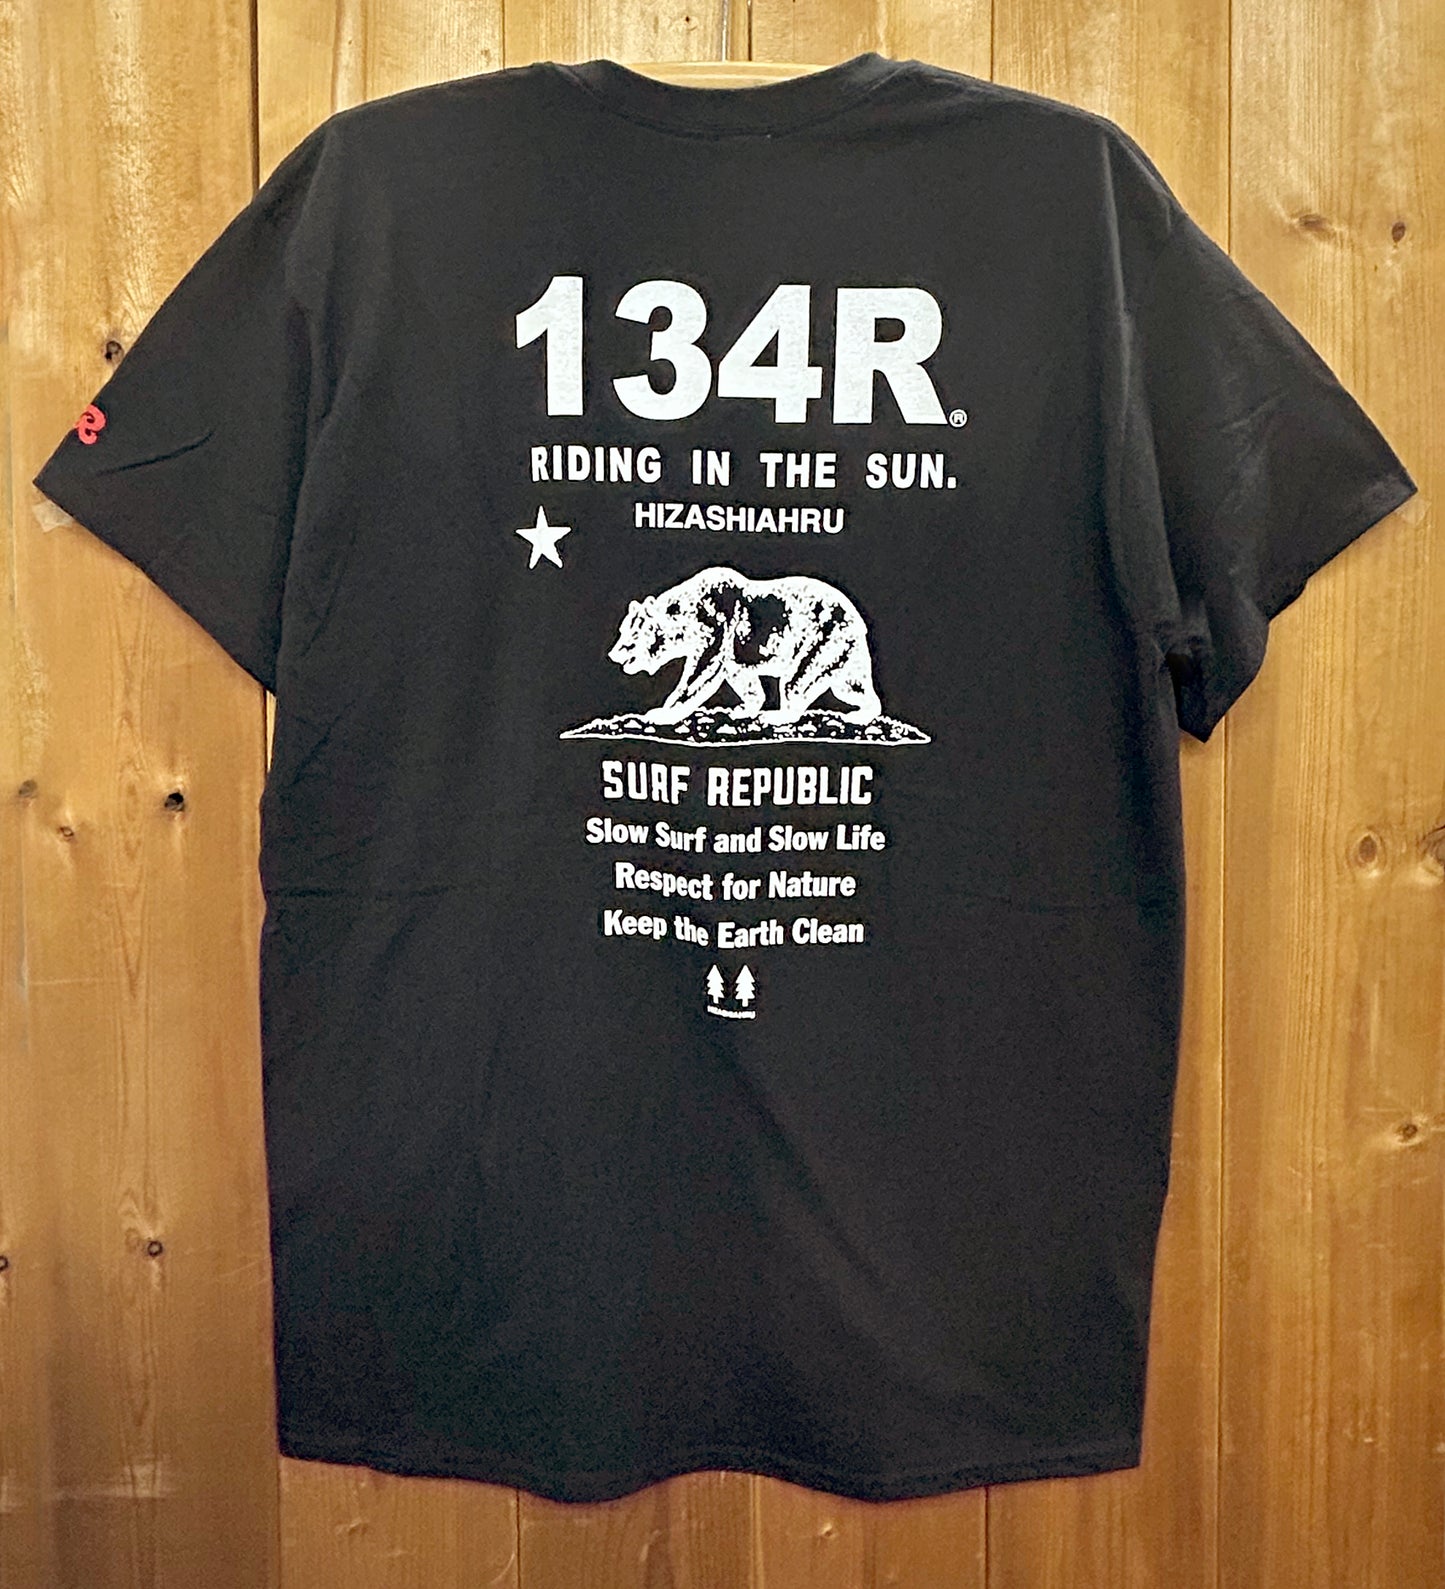 134R®
RIDING IN THE SUN.
HIZASHIAHRU
SURF REPUBLIC
Slow Surf and Slow Life
Respect for Nature
Keep the Earth Clean
HIZASHIAHRU